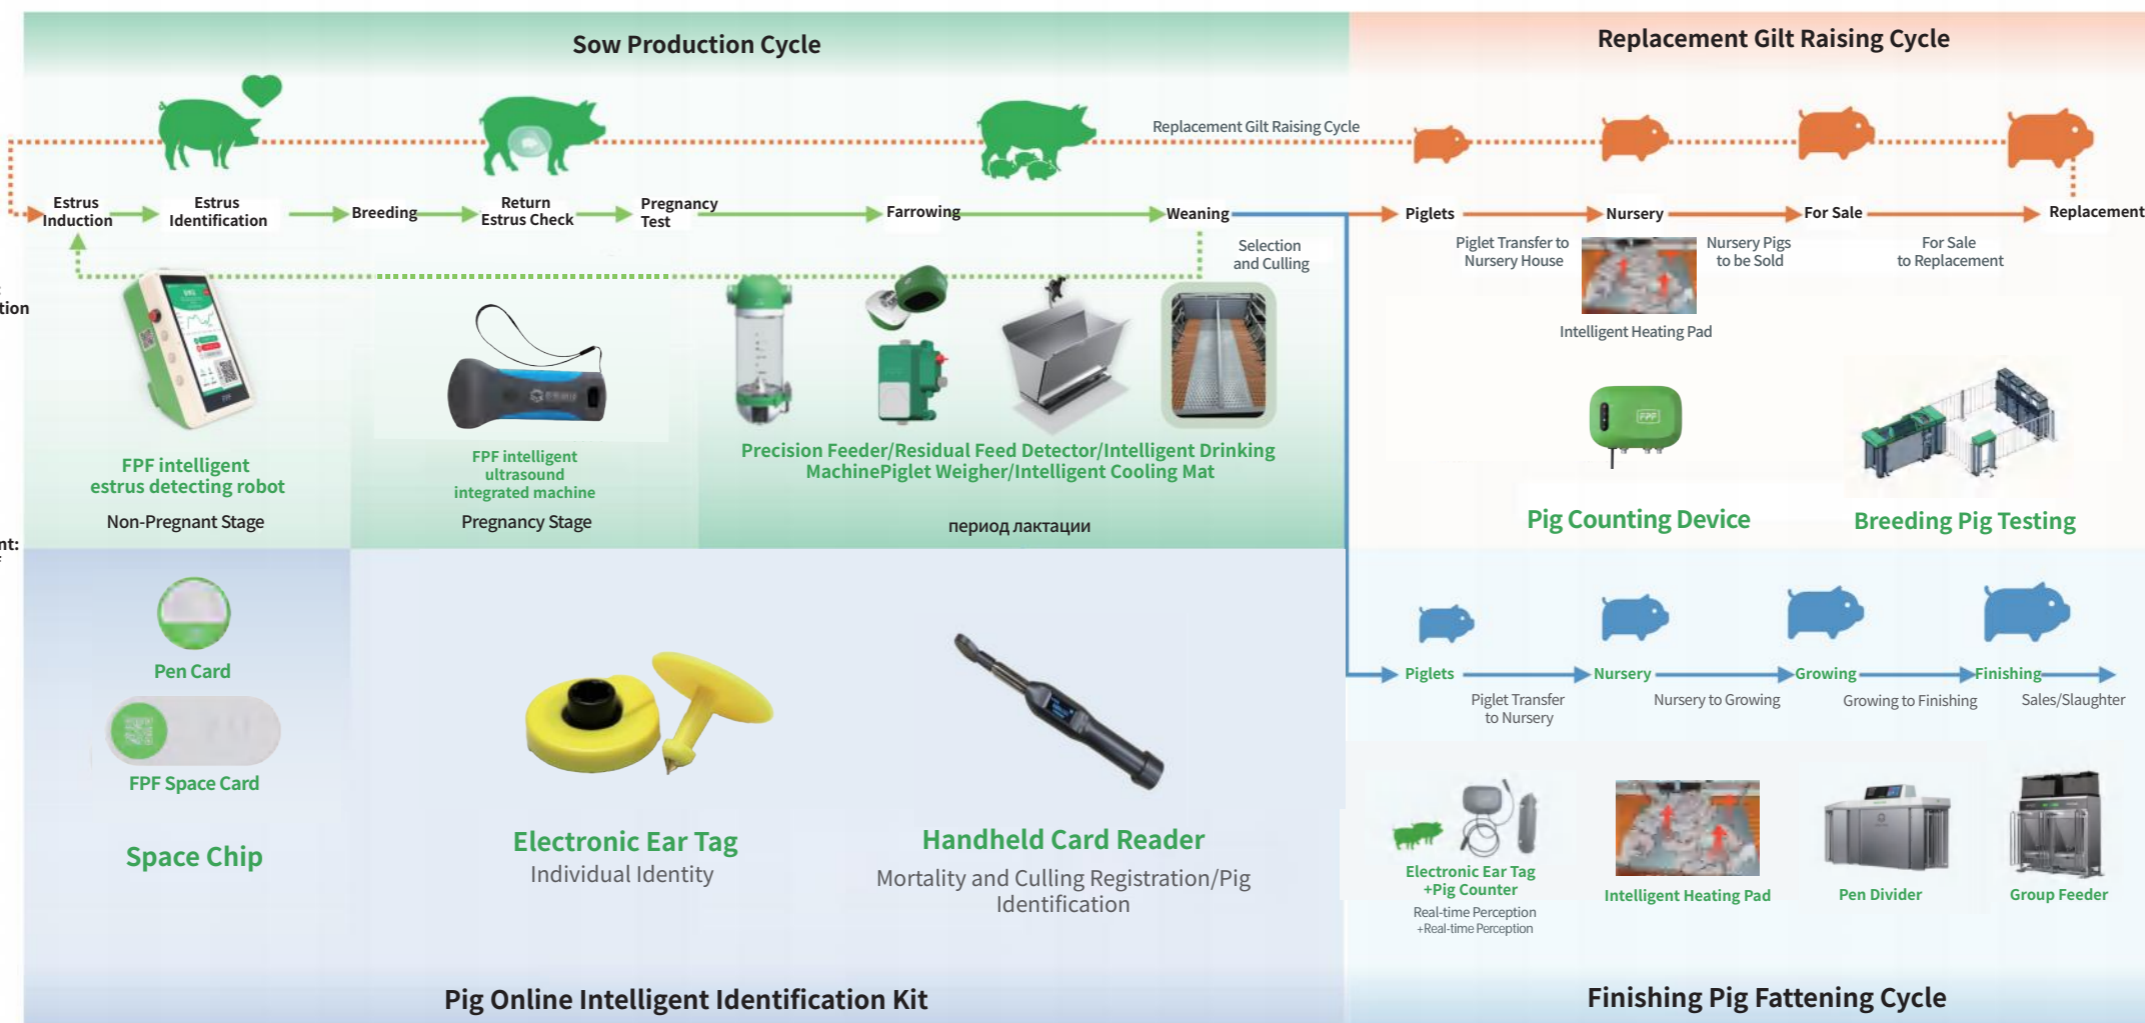 Sow Production Cycle
Replacement Gilt Raising Cycle
Replacement Gilt Raising Cycle
Estrus
Induction
Estrus
Identification
Breeding
Return
Estrus Check
Pregnancy
Test
Farrowing
Weaning
Selection
and Culling
Piglets
Nursery
For Sale
Replacement
Piglet Transfer to
Nursery House
Nursery Pigs
to be Sold
For Sale
to Replacement
Intelligent Heating Pad
tion
nt:
FPF intelligent
estrus detecting robot
Non-Pregnant Stage
FPF intelligent
ultrasound
integrated machine
Pregnancy Stage
Precision Feeder/Residual Feed Detector/Intelligent Drinking
MachinePiglet Weigher/Intelligent Cooling Mat
период лактации
FPF
Pig Counting Device
Breeding Pig Testing
Pen Card
FPF Space Card
Space Chip
Electronic Ear Tag
Individual Identity
Handheld Card Reader
Mortality and Culling Registration/Pig
Identification
Pig Online Intelligent Identification Kit
Piglets
Nursery
Growing
Finishing
Piglet Transfer
to Nursery
Nursery to Growing
Growing to Finishing
Sales/Slaughter
Electronic Ear Tag
+Pig Counter
Real-time Perception
+Real-time Perception
Intelligent Heating Pad
Pen Divider
Group Feeder
Finishing Pig Fattening Cycle